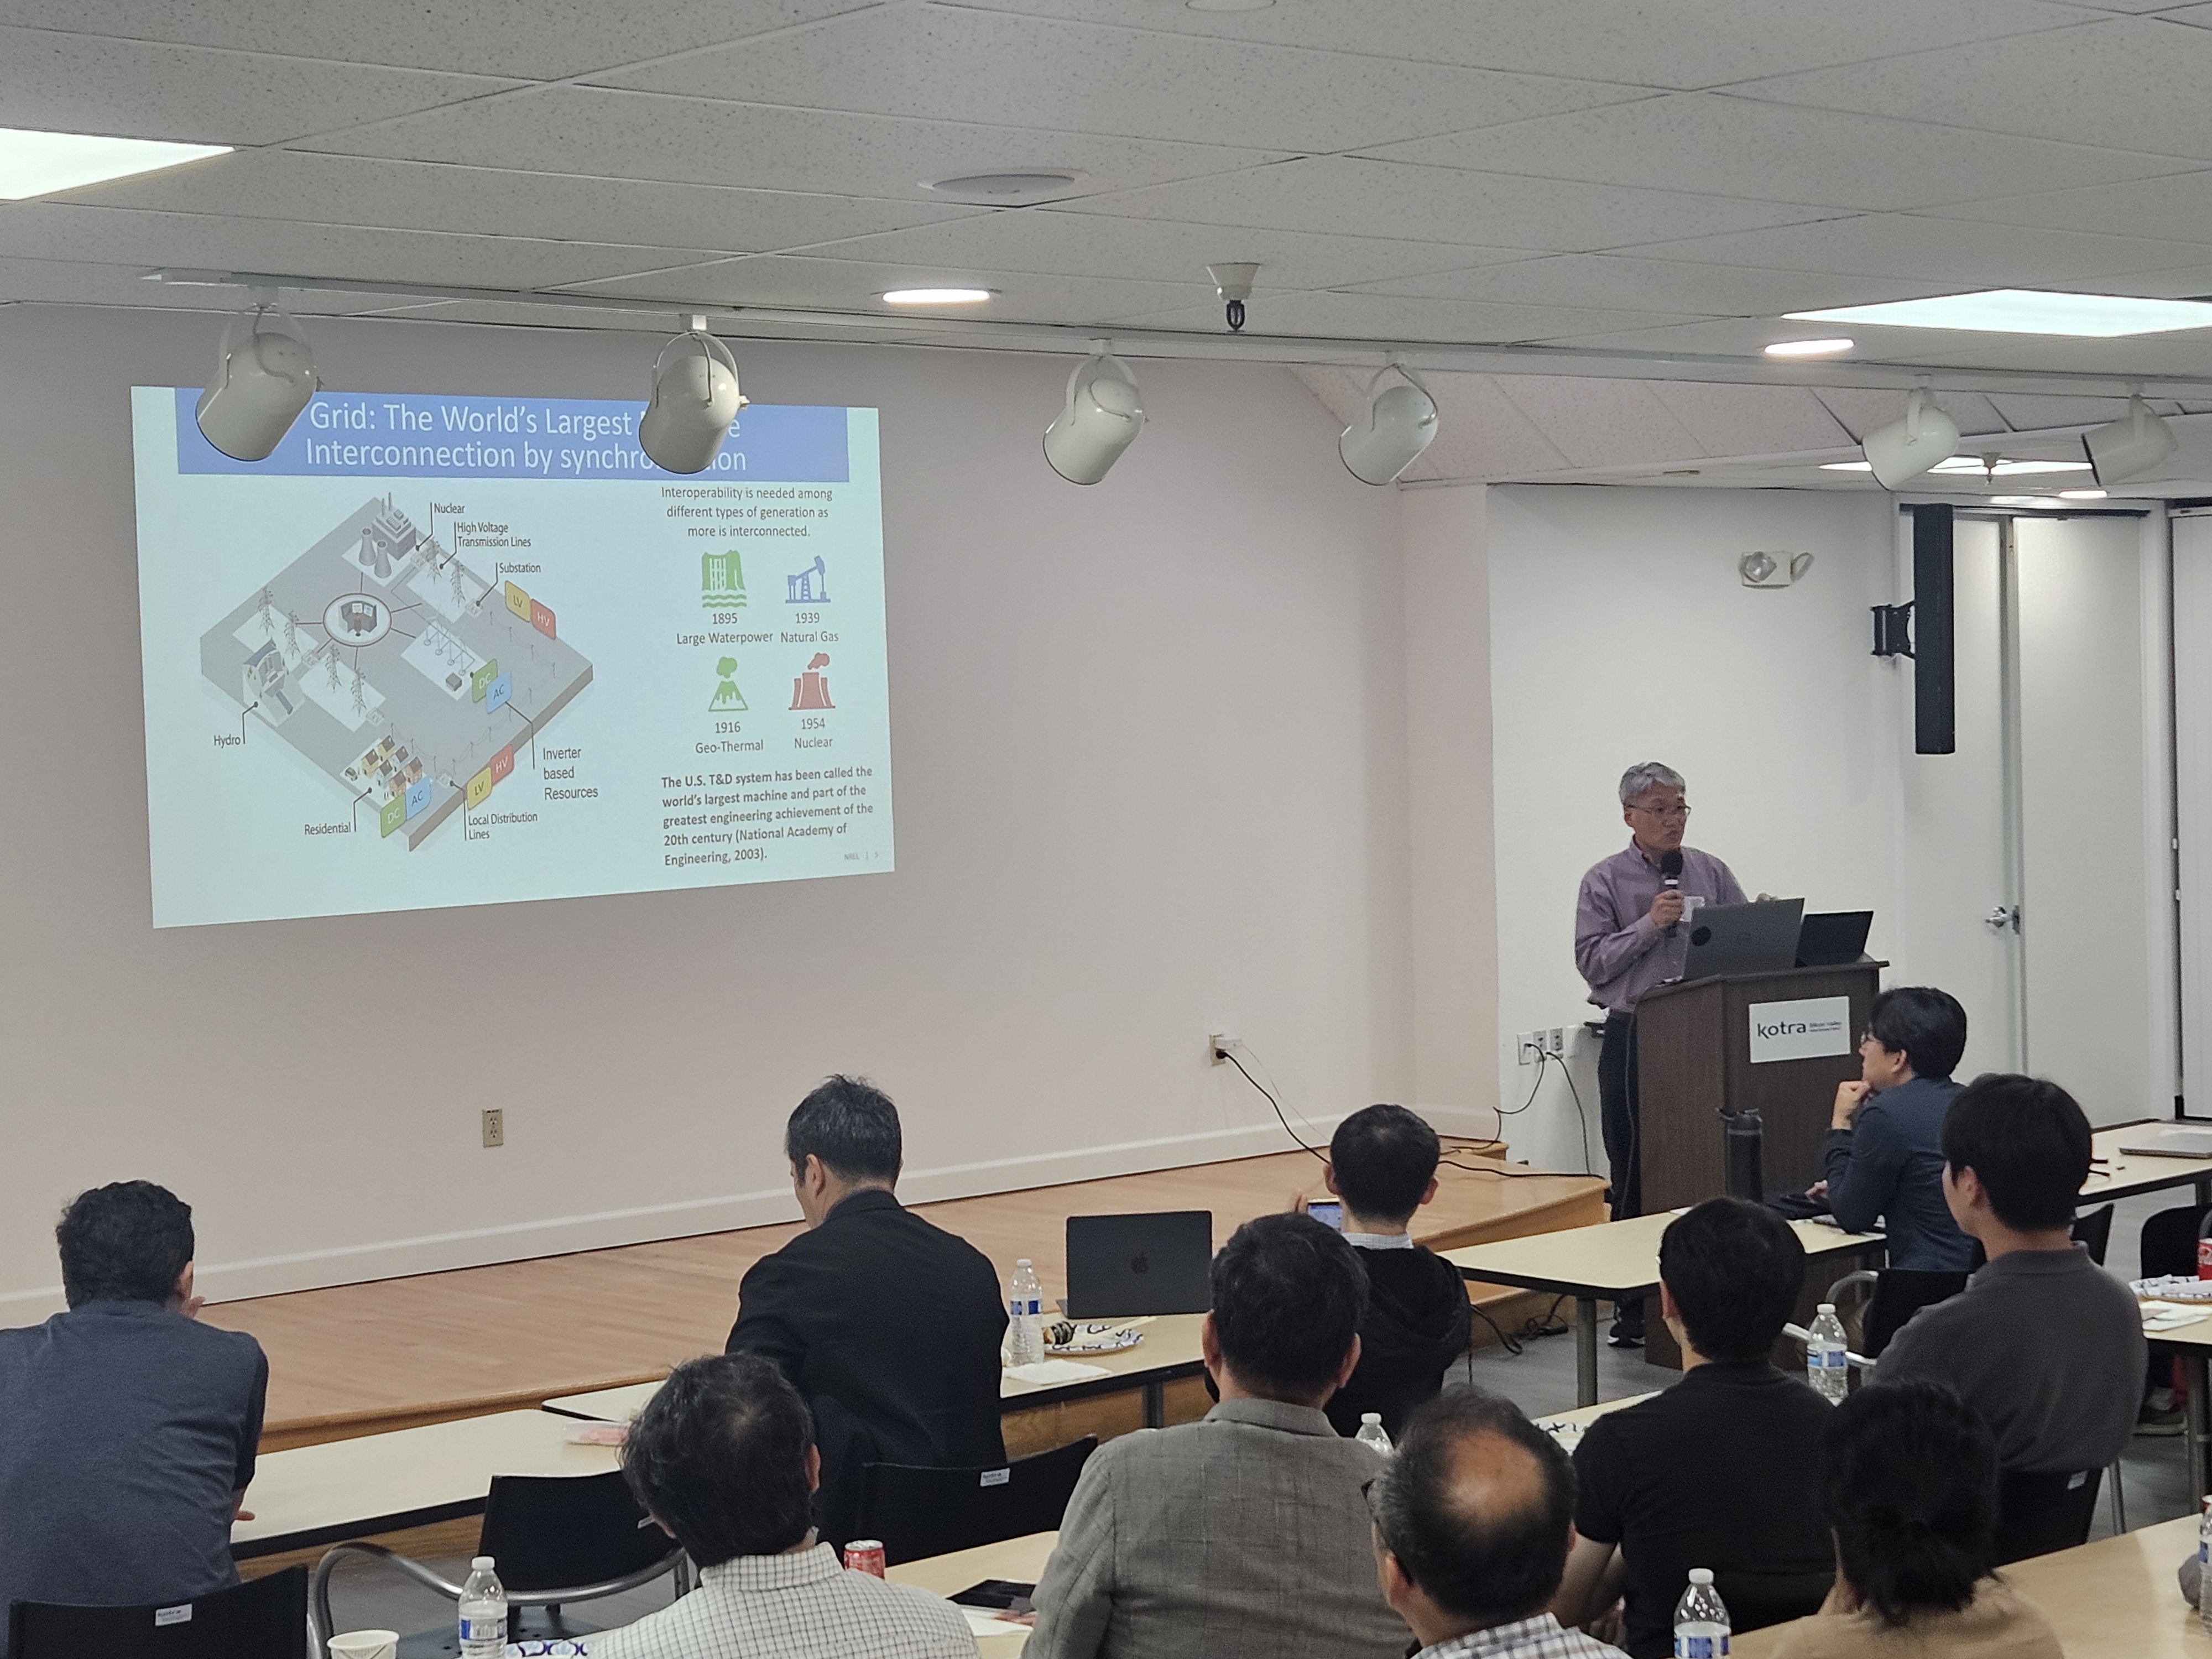 Grid: The World's Largest
Interconnection by
Interoperability is needed among
different types of generation as
more is interconnected.
Nuclear
High Voltage
Transmission Lines
Substation
LV
HV
1895
Large Waterpower
1939
Natural Gas
DC
AC
1916
Geo-Thermal
1954
Nuclear
Hydro
Inverter
based
Resources
HV
LV
AC
DC
Residential
Local Distribution
Lines
The U.S. T&D system has been called the
world's largest machine and part of the
greatest engineering achievement of the
20th century (National Academy of
Engineering, 2003).
NREL | 5
kotra Silicon Valley